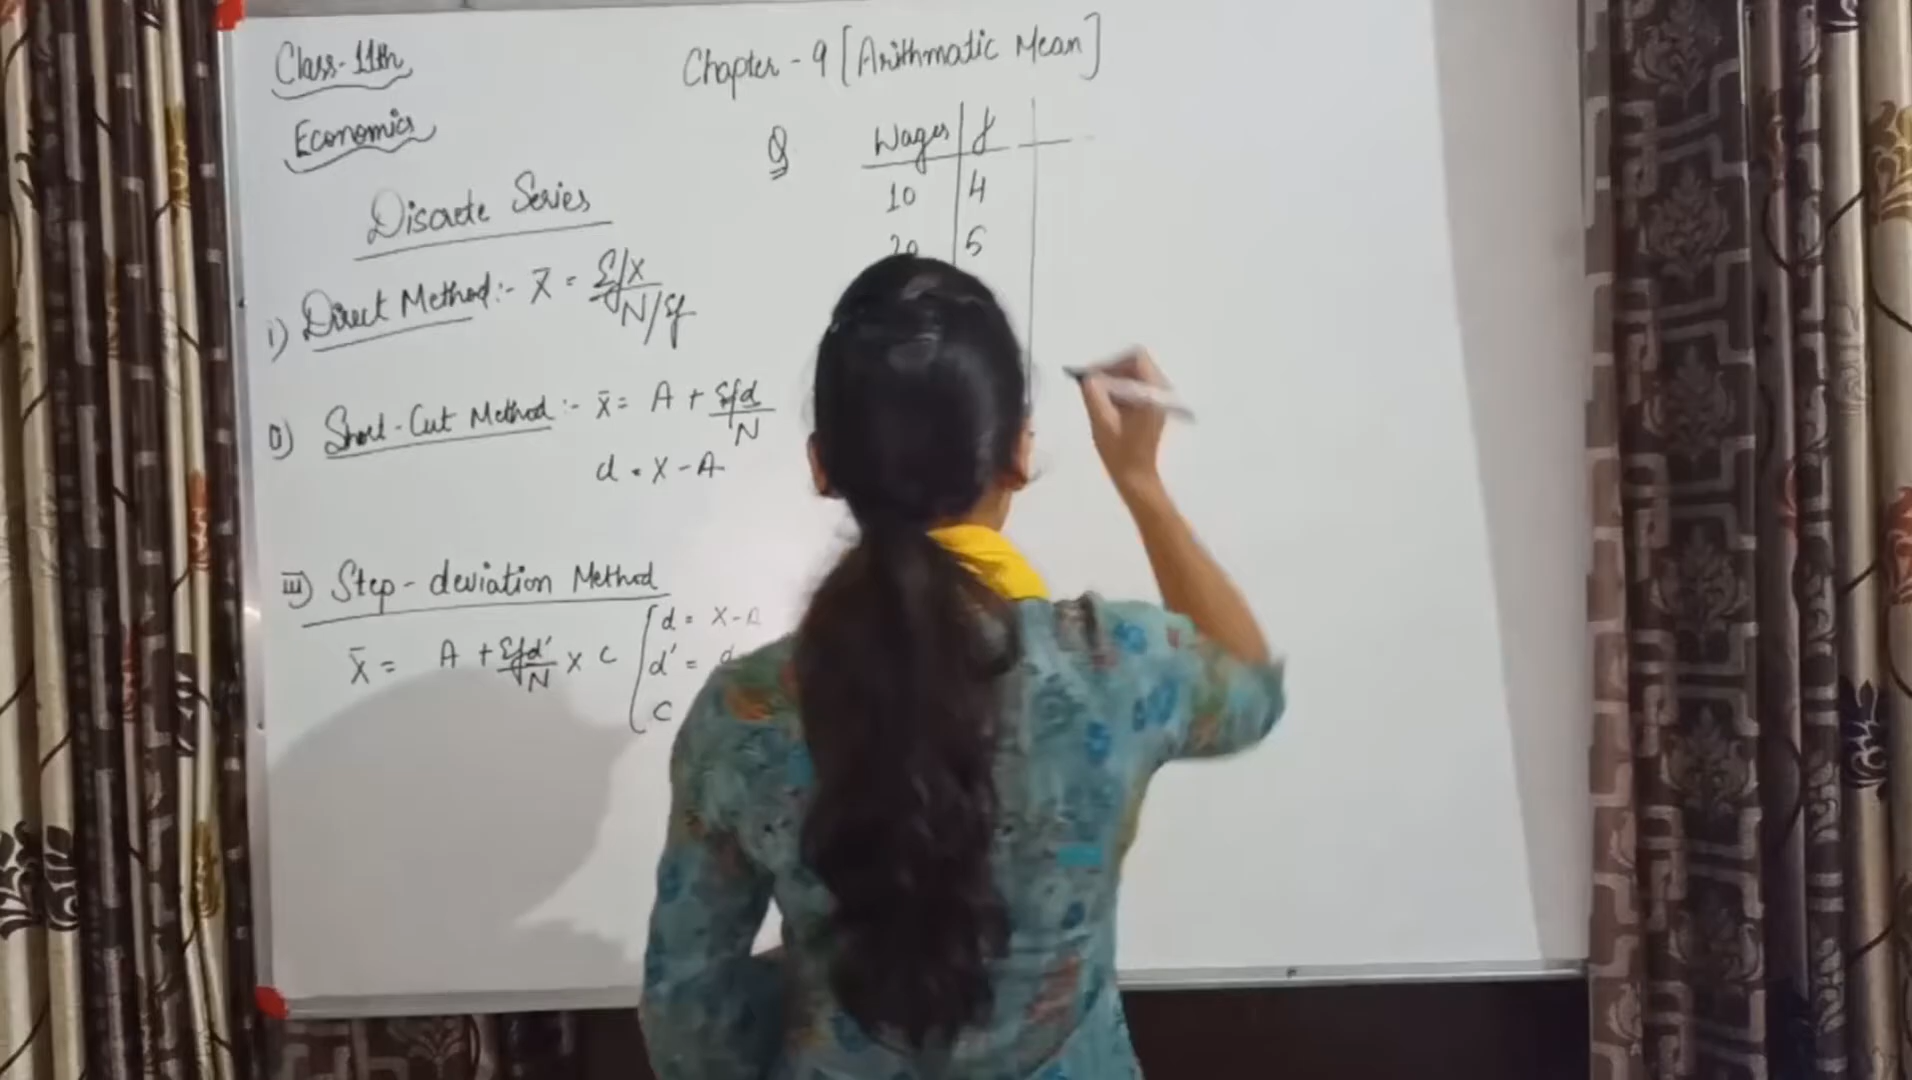 Class-11th
Economics
Chapter - 9 [Arithmatic Mean]
Discrete Series
i) Direct Method :- X̄ = Σfx / N/Σf
ii) Short-Cut Method :- x̄ = A + Σfd / N
d = X - A
iii) Step-deviation Method
X̄ = A + Σfd' / N × C
d = X - A
d' = d
C
Q
Wages | f
10 | 4
20 | 5